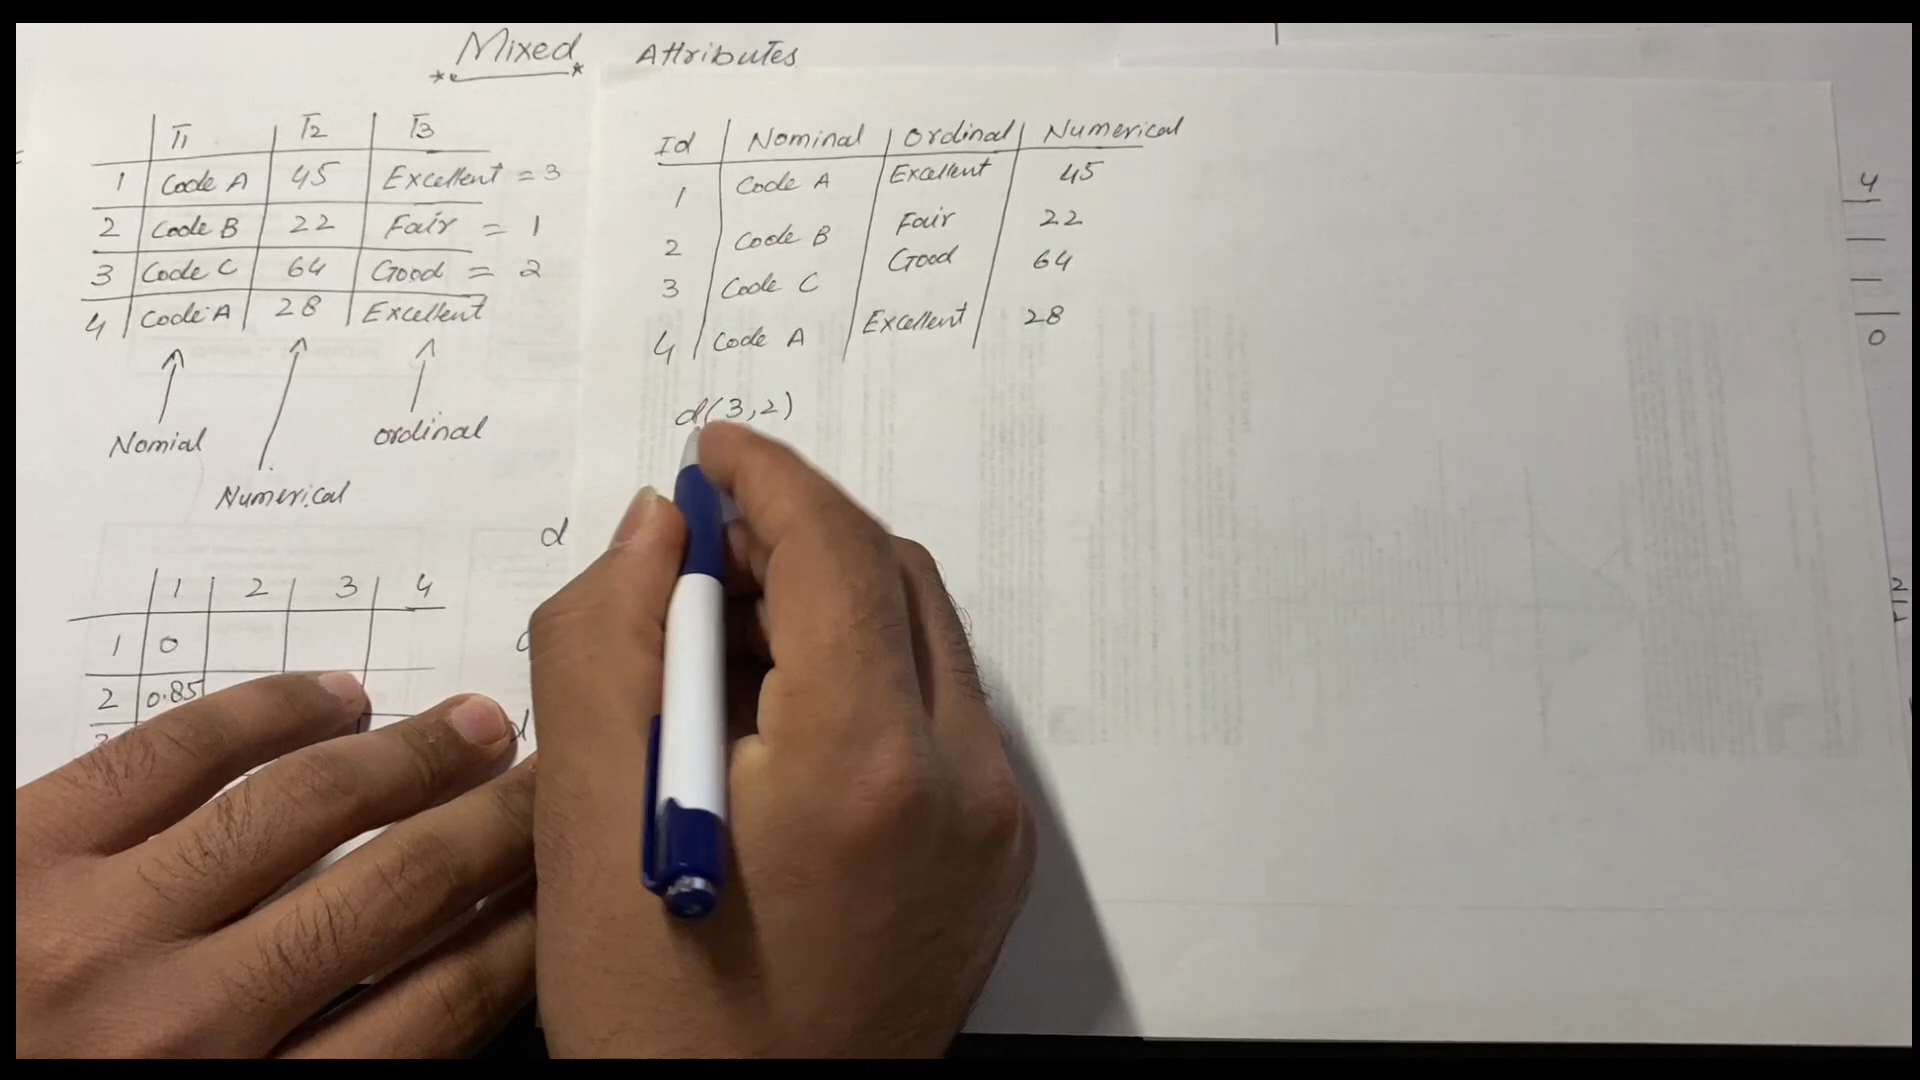 Mixed Attributes
T1 T2 T3
1 Code A 45 Excellent = 3
2 Code B 22 Fair = 1
3 Code C 64 Good = 2
4 Code A 28 Excellent
Nomial
Numerical
ordinal
1 2 3 4
1 0
2 0.85
3
d
d
Id Nominal Ordinal Numerical
1 Code A Excellent 45
2 Code B Fair 22
3 Code C Good 64
4 Code A Excellent 28
d(3,2)
4
0
2